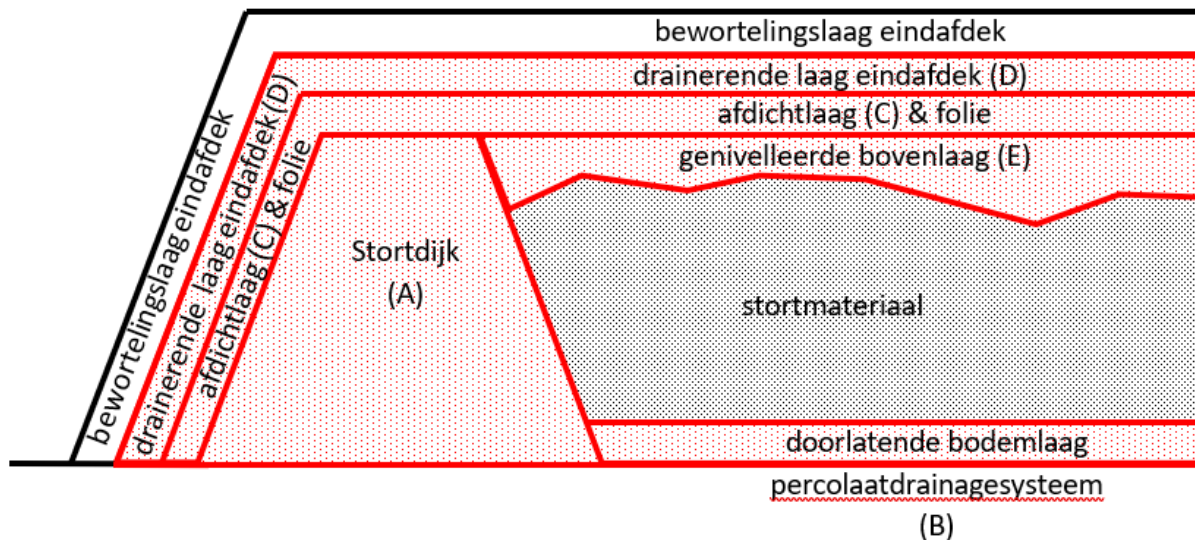 bewortelingslaag eindafdek
drainerende laag eindafdek (D)
afdichtlaag (C) & folie
genivelleerde bovenlaag (E)
bewortelingslaag eindafdek
drainerende laag eindafdek (D)
afdichtlaag (C) & folie
Stortdijk
(A)
stortmateriaal
doorlatende bodemlaag
percolaatdrainagesysteem
(B)